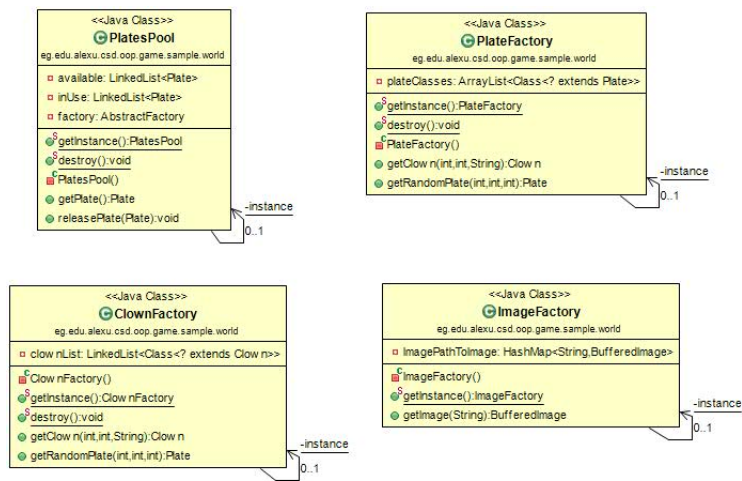 <<Java Class>>
PlatesPool
eg.edu.alexu.csd.oop.game.sample.world
available: LinkedList<Plate>
inUse: LinkedList<Plate>
factory: AbstractFactory
getInstance():PlatesPool
destroy():void
PlatesPool()
getPlate():Plate
releasePlate(Plate):void
-instance
0..1
<<Java Class>>
PlateFactory
eg.edu.alexu.csd.oop.game.sample.world
plateClasses: ArrayList<Class<? extends Plate>>
getInstance():PlateFactory
destroy():void
PlateFactory()
getClown(int,int,String):Clown
getRandomPlate(int,int,int):Plate
-instance
0..1
<<Java Class>>
ClownFactory
eg.edu.alexu.csd.oop.game.sample.world
clownList: LinkedList<Class<? extends Clown>>
ClownFactory()
getInstance():ClownFactory
destroy():void
getClown(int,int,String):Clown
getRandomPlate(int,int,int):Plate
-instance
0..1
<<Java Class>>
ImageFactory
eg.edu.alexu.csd.oop.game.sample.world
ImagePathToImage: HashMap<String,BufferedImage>
ImageFactory()
getInstance():ImageFactory
getImage(String):BufferedImage
-instance
0..1